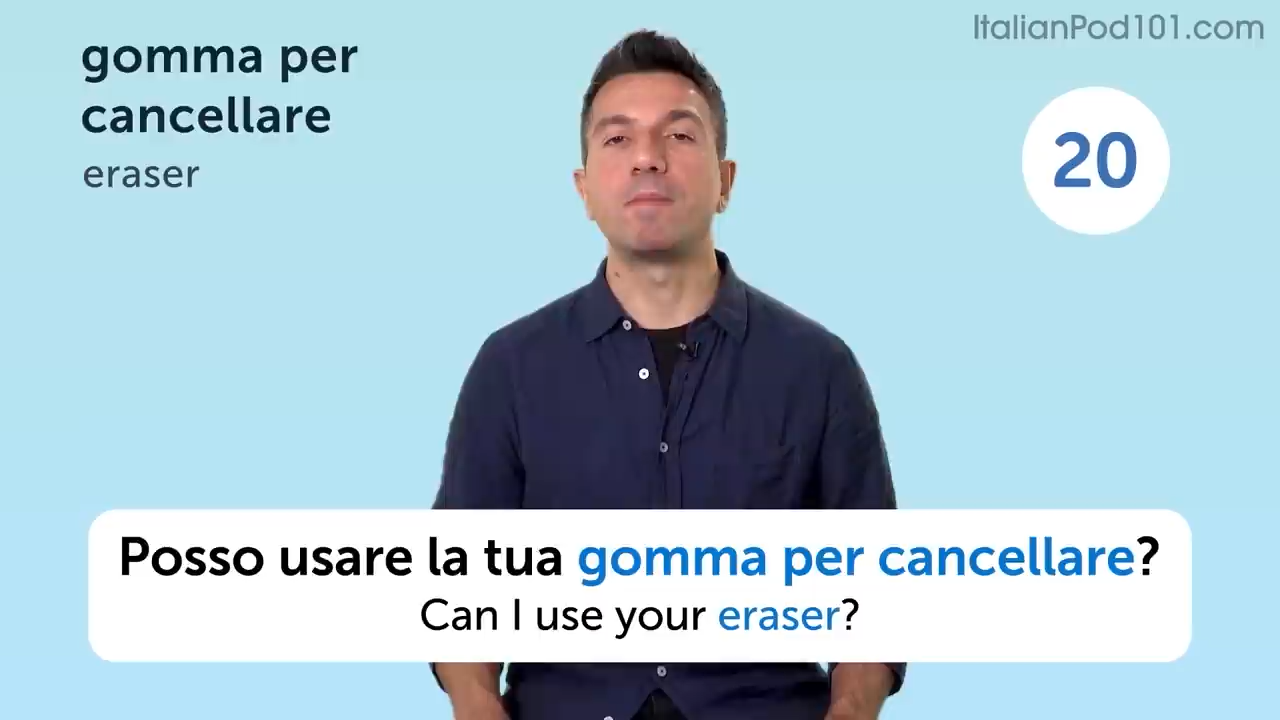 ItalianPod101.com
gomma per
cancellare
eraser
20
Posso usare la tua gomma per cancellare?
Can I use your eraser?